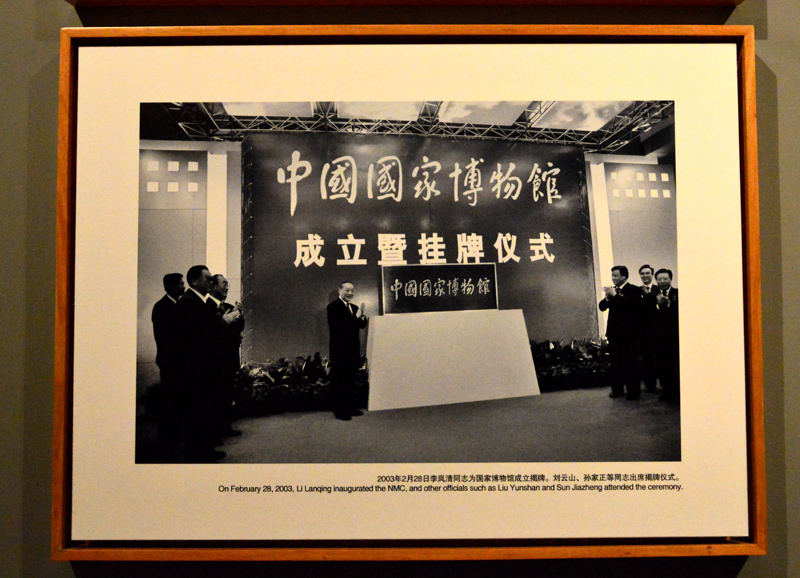 中國國家博物館
成立暨挂牌仪式
中國國家博物館
2003年2月28日李岚清同志为国家博物馆成立揭牌。刘云山、孙家正等同志出席揭牌仪式。
On February 28, 2003, Li Lanqing inaugurated the NMC, and other officials such as Liu Yunshan and Sun Jiazheng attended the ceremony.